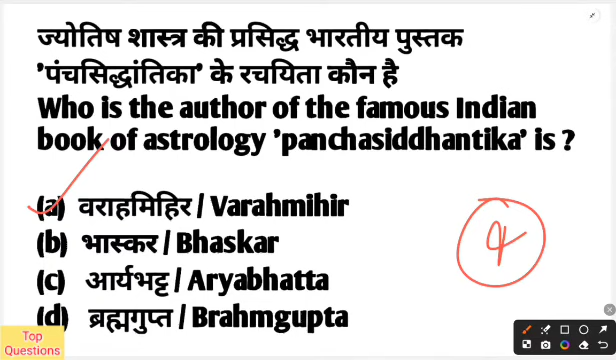 ज्योतिष शास्त्र की प्रसिद्ध भारतीय पुस्तक
'पंचसिद्धांतिका' के रचयिता कौन है
Who is the author of the famous Indian
book of astrology 'panchasiddhantika' is ?
(a) वराहमिहिर / Varahmihir
(b) भास्कर / Bhaskar
(c) आर्यभट्ट / Aryabhatta
(d) ब्रह्मगुप्त / Brahmgupta
Top
Questions